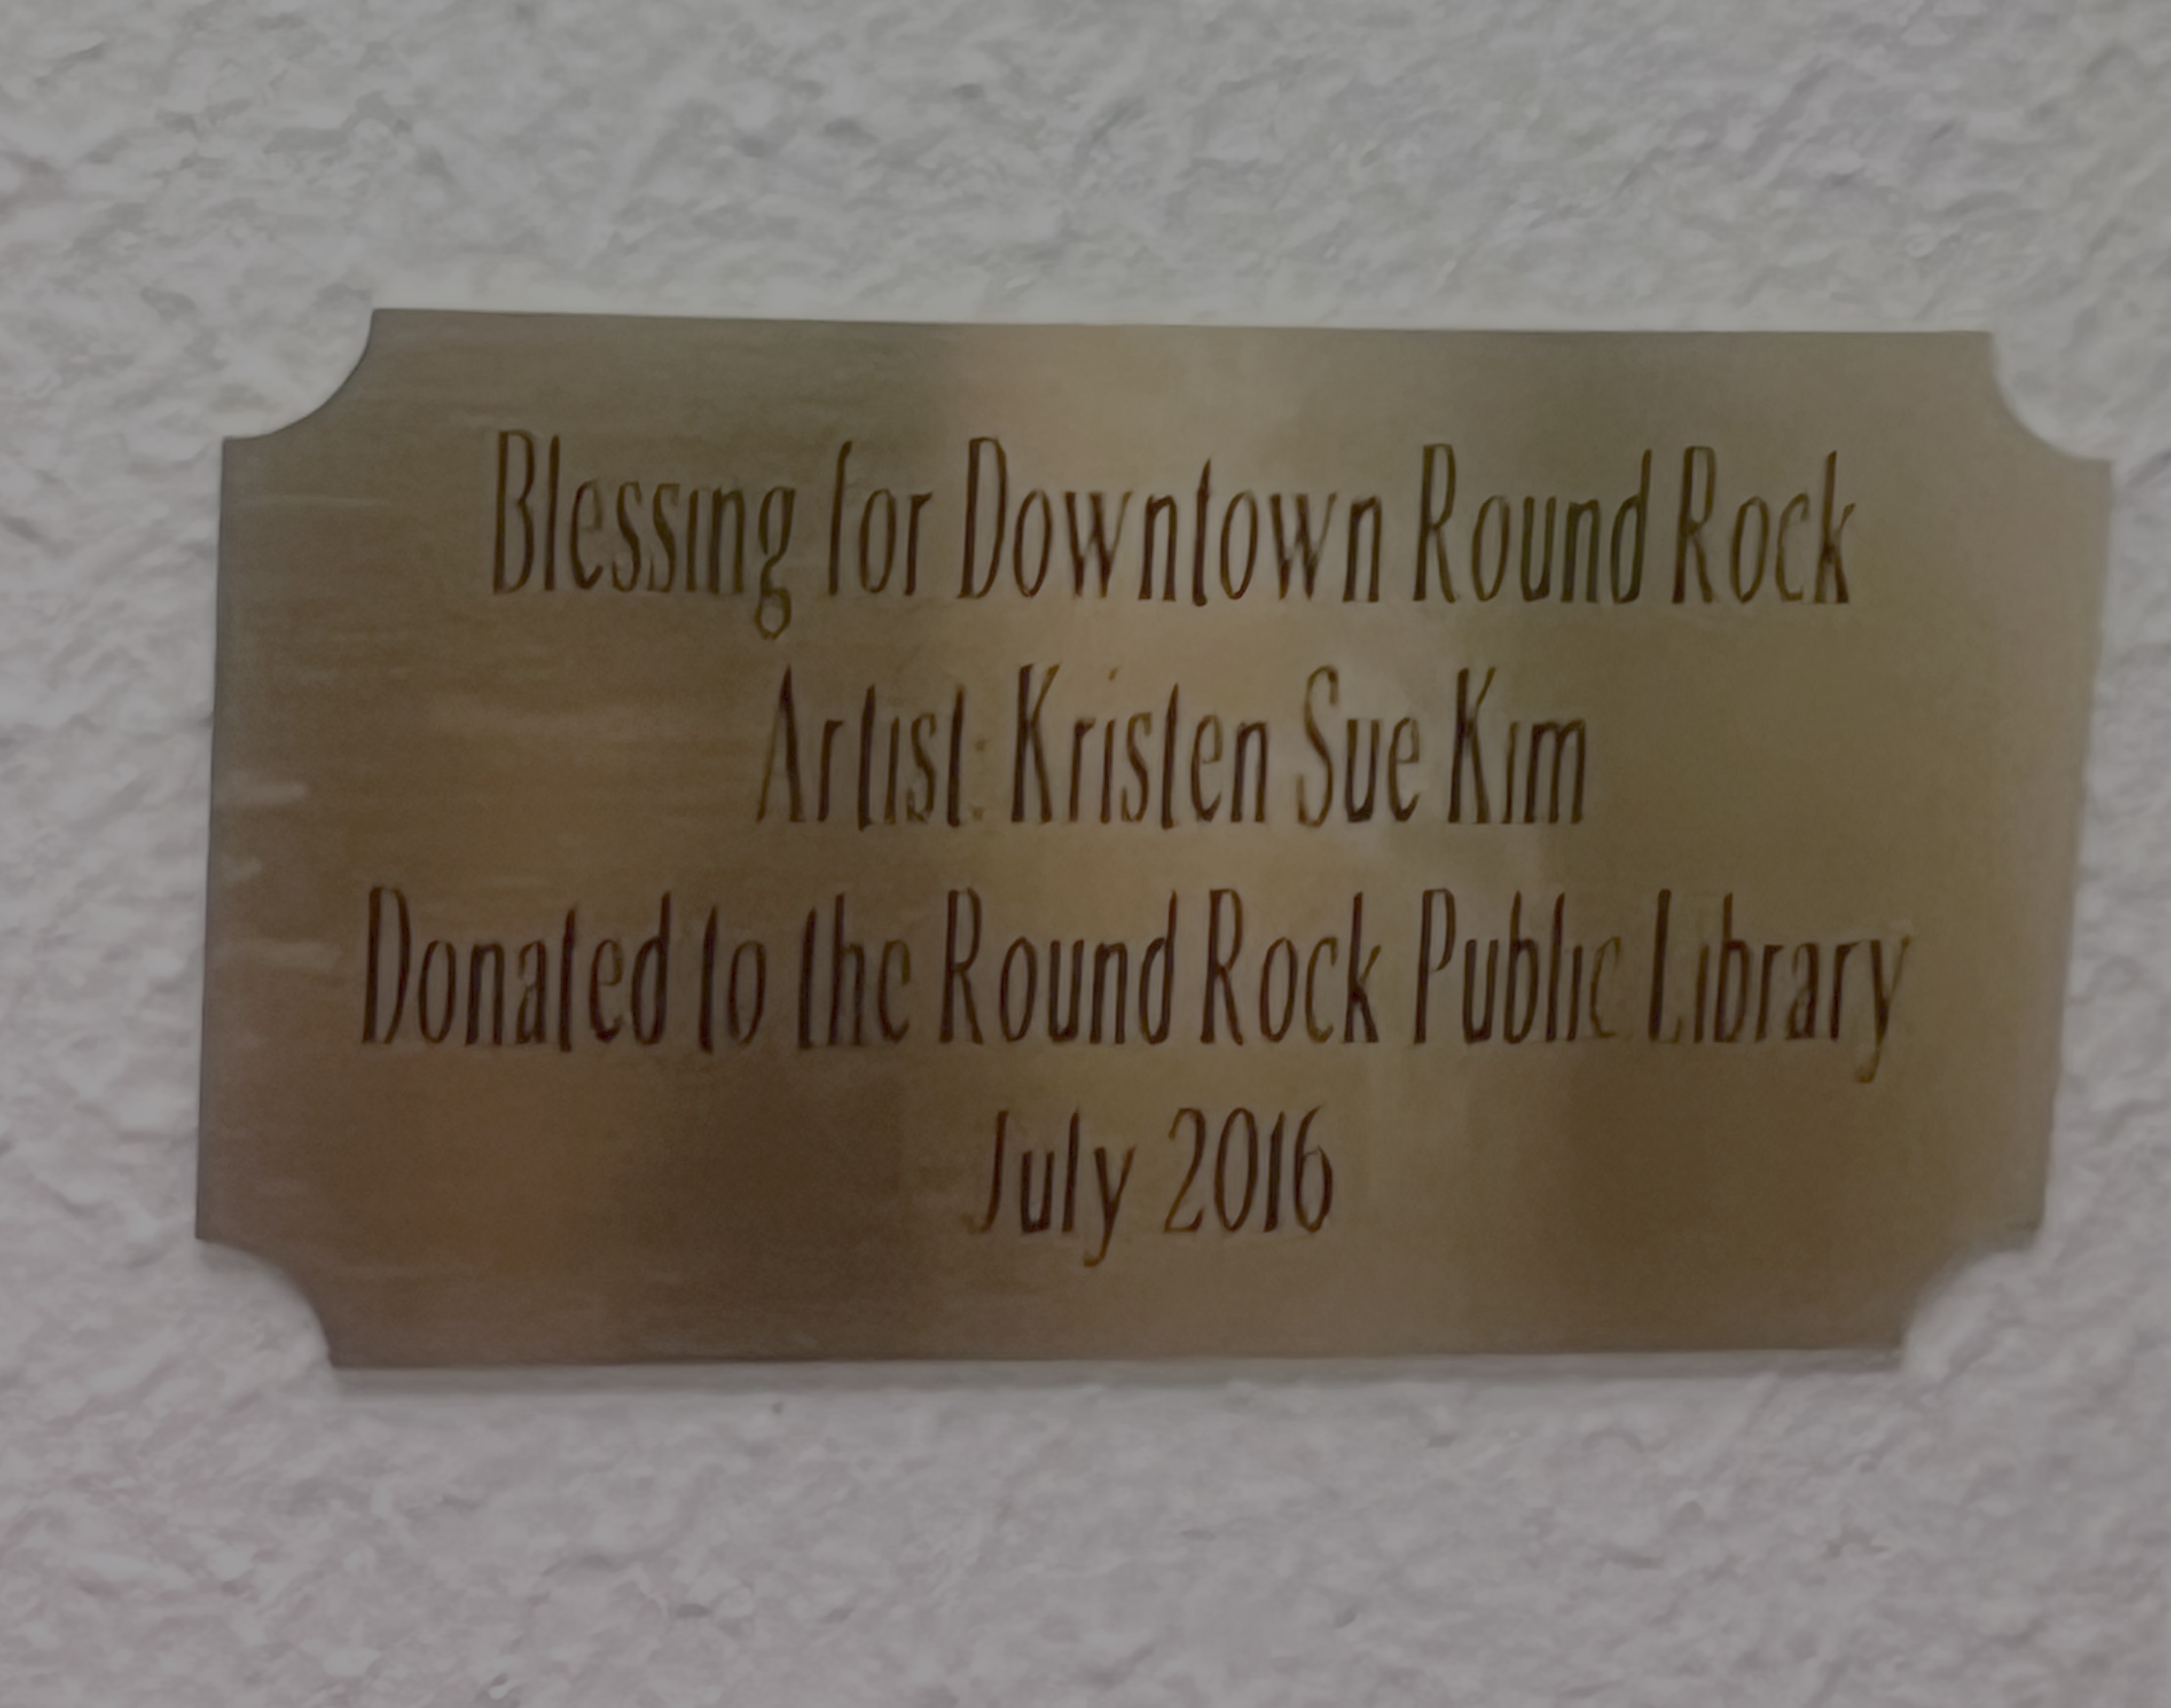 Blessing for Downtown Round Rock
Artist: Kristen Sue Kim
Donated to the Round Rock Public Library
July 2016